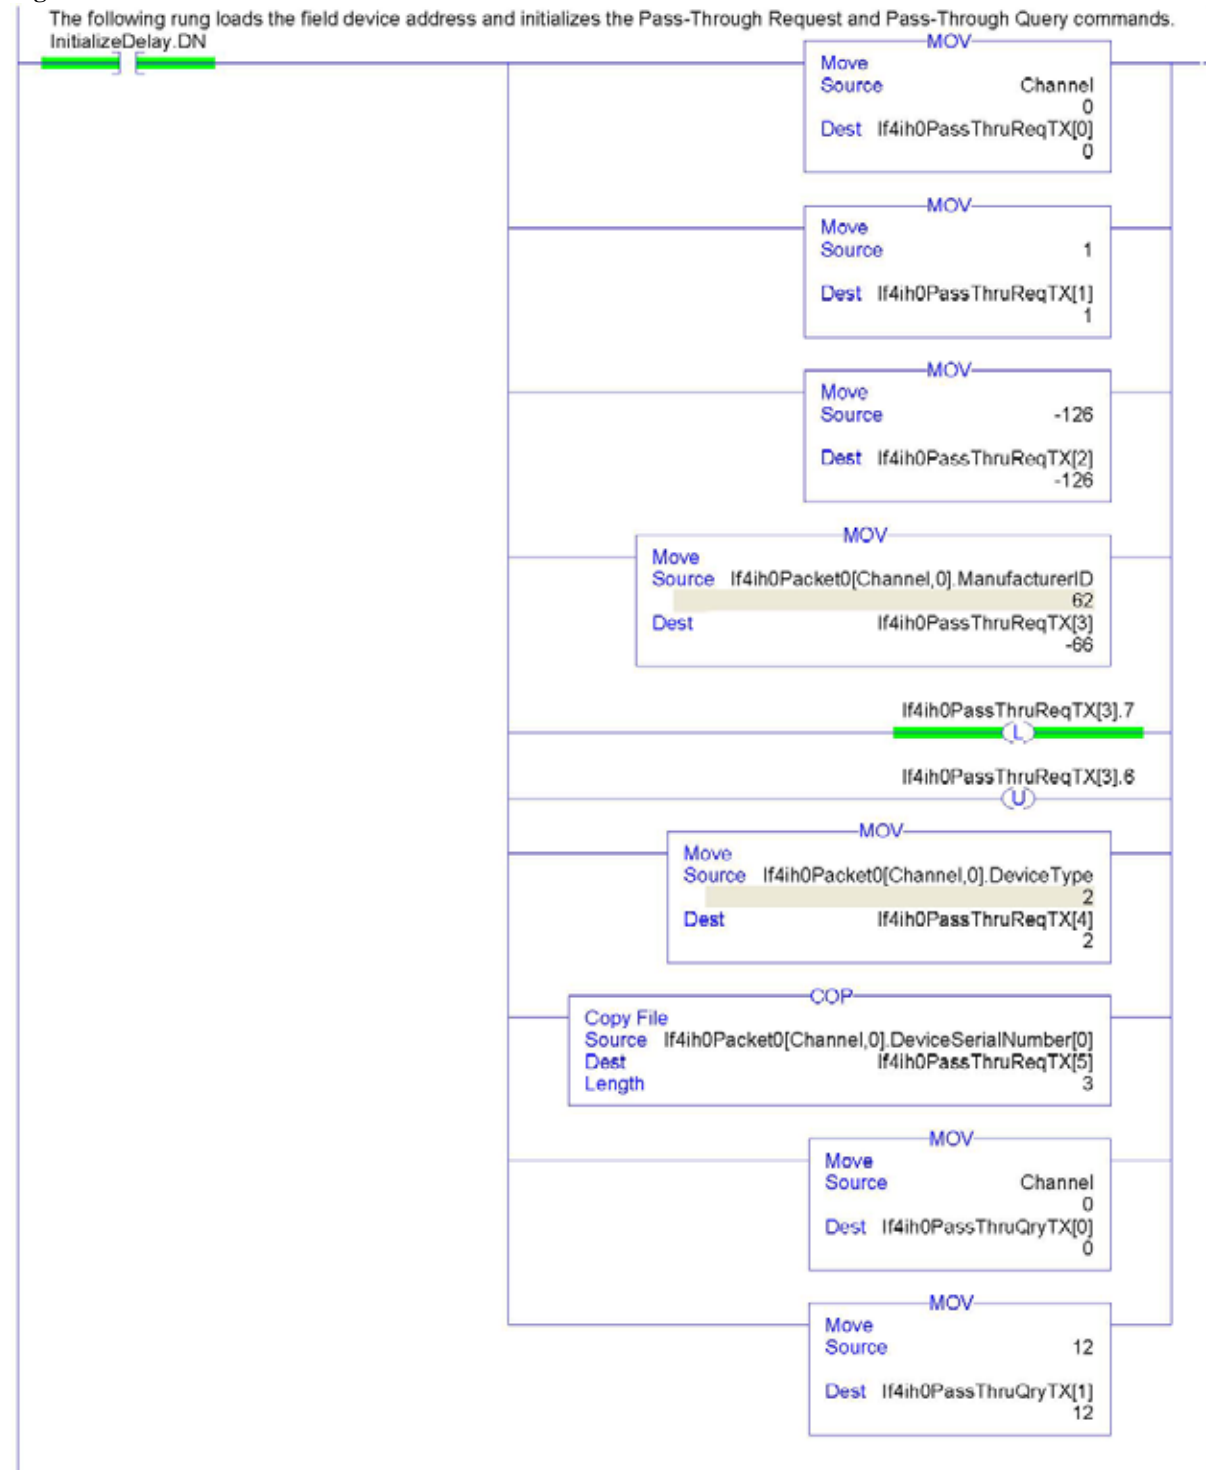 The following rung loads the field device address and initializes the Pass-Through Request and Pass-Through Query commands.
InitializeDelay.DN
MOV
Move
Source Channel
0
Dest If4ih0PassThruReqTX[0]
0
MOV
Move
Source 1
Dest If4ih0PassThruReqTX[1]
1
MOV
Move
Source -126
Dest If4ih0PassThruReqTX[2]
-126
MOV
Move
Source If4ih0Packet0[Channel,0].ManufacturerID
62
Dest If4ih0PassThruReqTX[3]
-66
If4ih0PassThruReqTX[3].7
L
If4ih0PassThruReqTX[3].6
U
MOV
Move
Source If4ih0Packet0[Channel,0].DeviceType
2
Dest If4ih0PassThruReqTX[4]
2
COP
Copy File
Source If4ih0Packet0[Channel,0].DeviceSerialNumber[0]
Dest If4ih0PassThruReqTX[5]
Length 3
MOV
Move
Source Channel
0
Dest If4ih0PassThruQryTX[0]
0
MOV
Move
Source 12
Dest If4ih0PassThruQryTX[1]
12